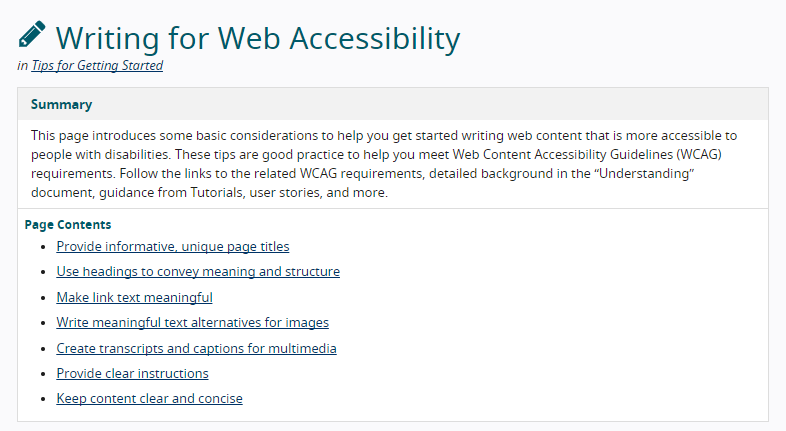 Writing for Web Accessibility
in Tips for Getting Started
Summary
This page introduces some basic considerations to help you get started writing web content that is more accessible to
people with disabilities. These tips are good practice to help you meet Web Content Accessibility Guidelines (WCAG)
requirements. Follow the links to the related WCAG requirements, detailed background in the “Understanding”
document, guidance from Tutorials, user stories, and more.
Page Contents
• Provide informative, unique page titles
• Use headings to convey meaning and structure
• Make link text meaningful
• Write meaningful text alternatives for images
• Create transcripts and captions for multimedia
• Provide clear instructions
• Keep content clear and concise